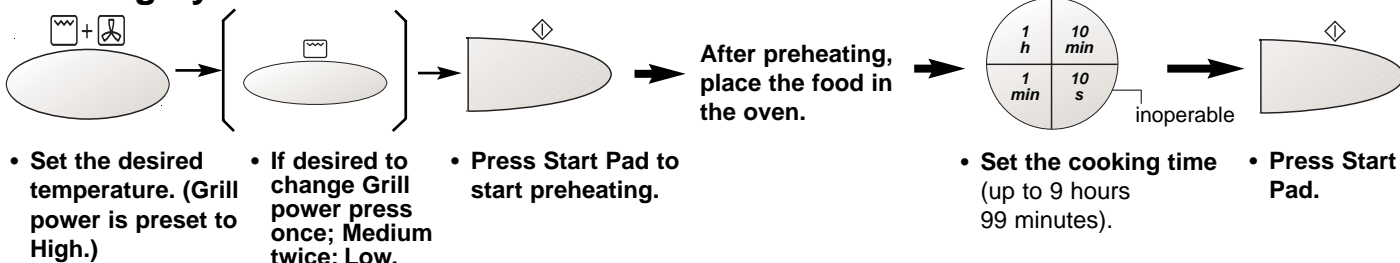 After preheating,
place the food in
the oven.
1
h
10
min
1
min
10
s
inoperable
• Set the desired
temperature. (Grill
power is preset to
High.)
• If desired to
change Grill
power press
once; Medium
twice; Low.
• Press Start Pad to
start preheating.
• Set the cooking time
(up to 9 hours
99 minutes).
• Press Start
Pad.